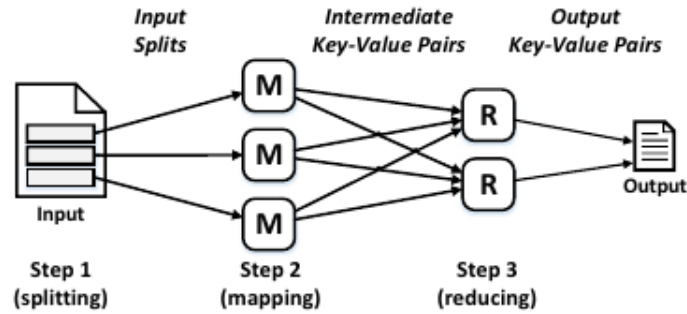 Input
Splits
Intermediate
Key-Value Pairs
Output
Key-Value Pairs
M
M
M
R
R
Input
Output
Step 1
(splitting)
Step 2
(mapping)
Step 3
(reducing)